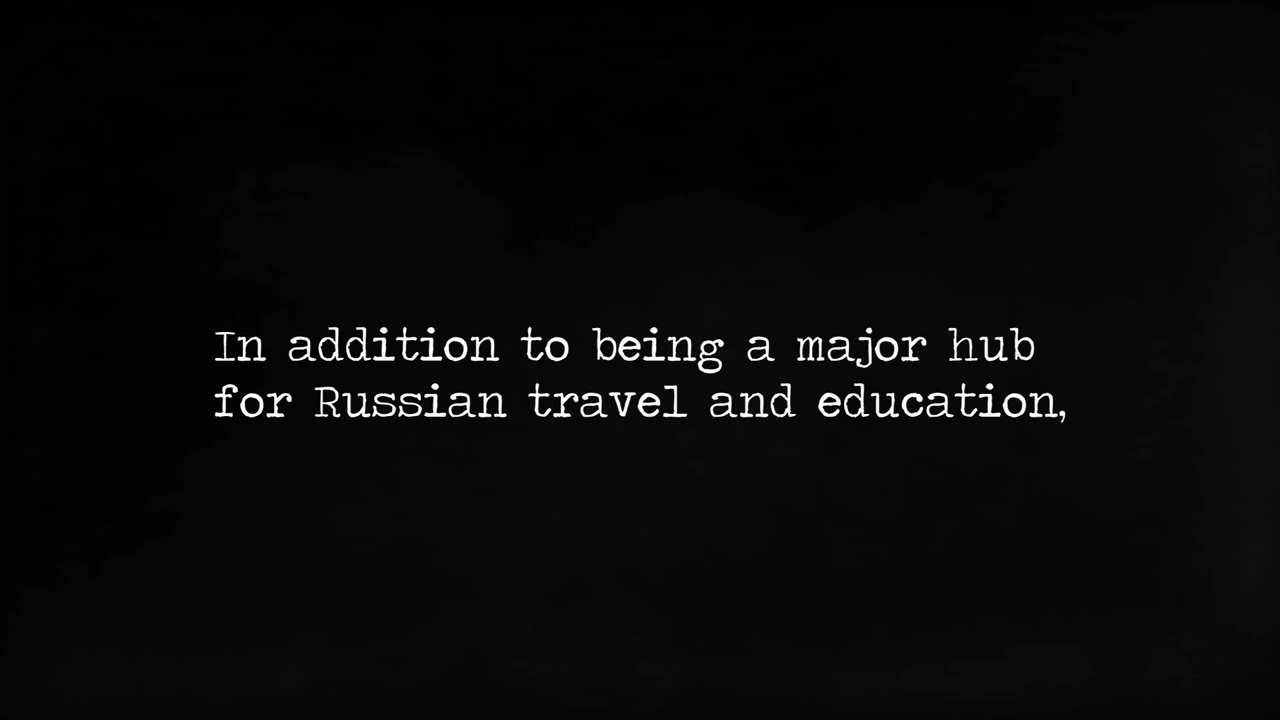 In addition to being a major hub
for Russian travel and education,